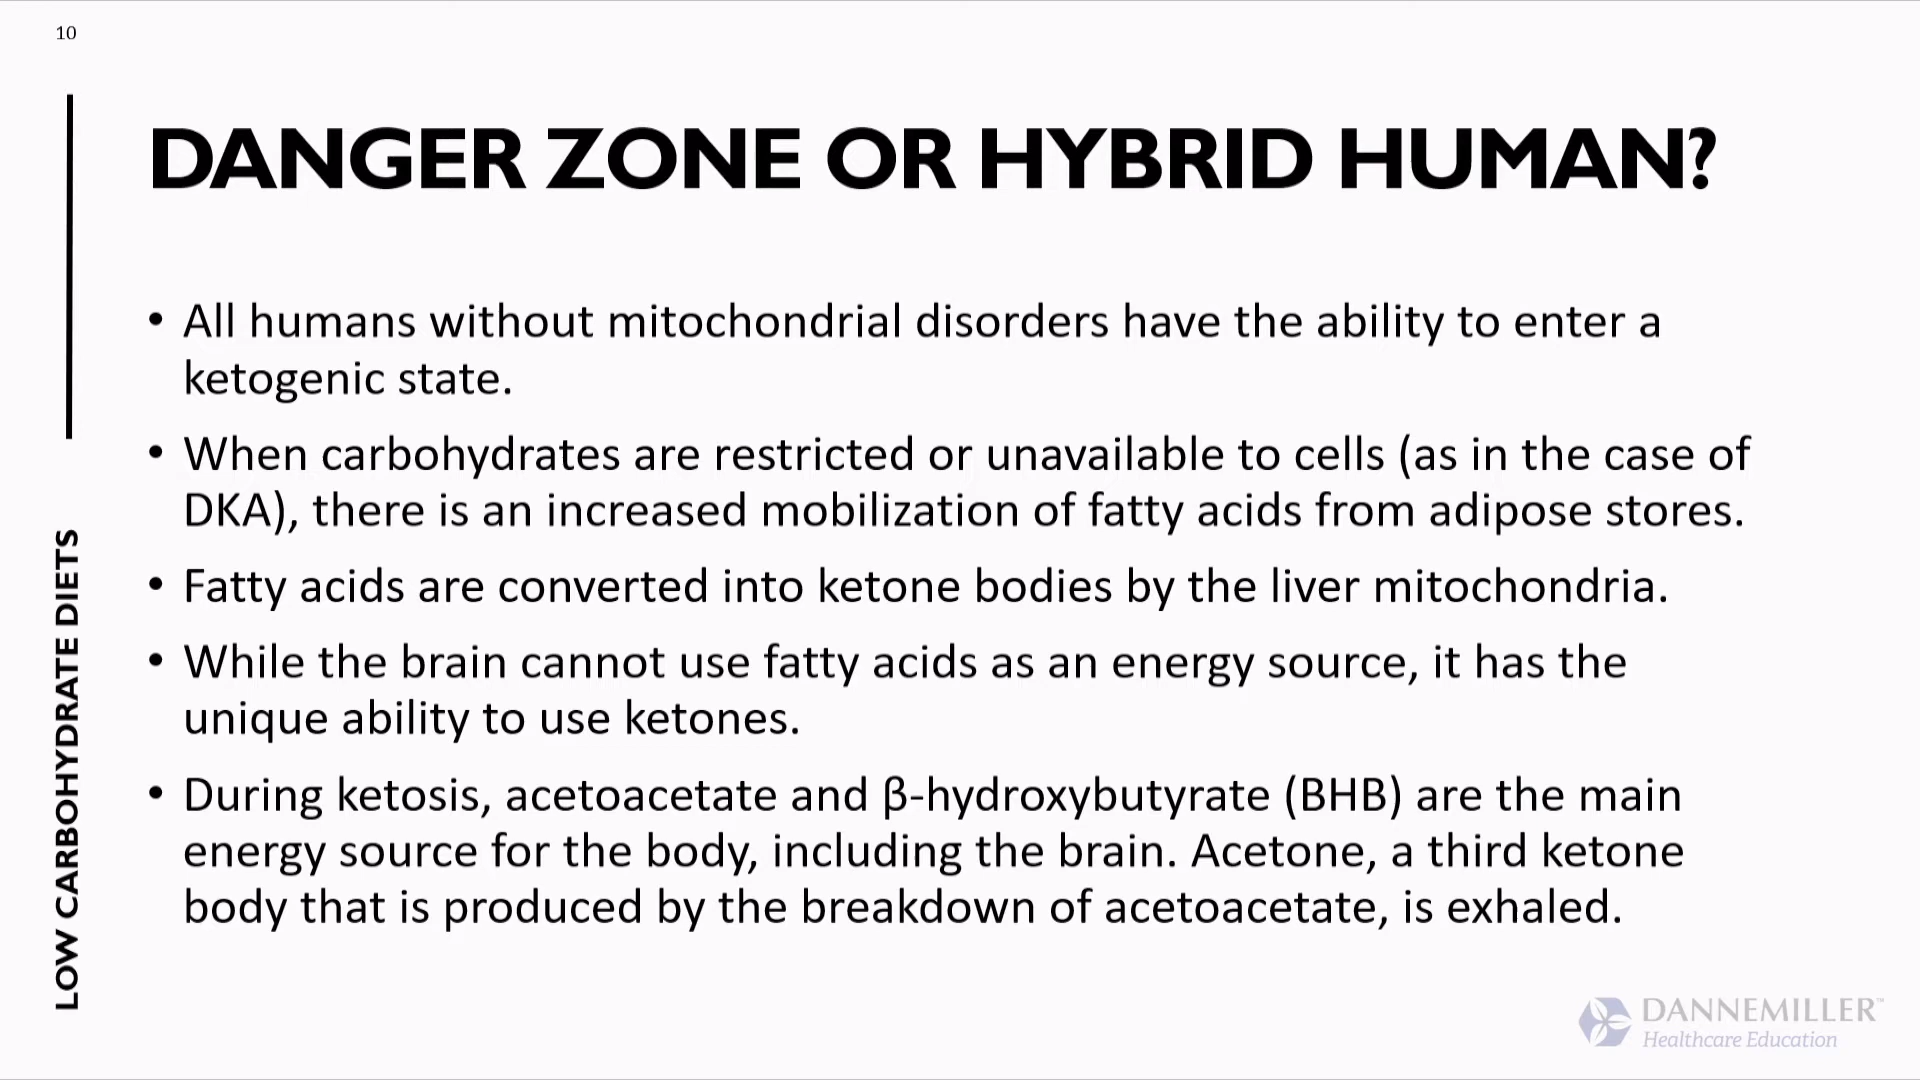 10
DANGER ZONE OR HYBRID HUMAN?
LOW CARBOHYDRATE DIETS
• All humans without mitochondrial disorders have the ability to enter a
ketogenic state.
• When carbohydrates are restricted or unavailable to cells (as in the case of
DKA), there is an increased mobilization of fatty acids from adipose stores.
• Fatty acids are converted into ketone bodies by the liver mitochondria.
• While the brain cannot use fatty acids as an energy source, it has the
unique ability to use ketones.
• During ketosis, acetoacetate and β-hydroxybutyrate (BHB) are the main
energy source for the body, including the brain. Acetone, a third ketone
body that is produced by the breakdown of acetoacetate, is exhaled.
DANNEMILLER™
Healthcare Education